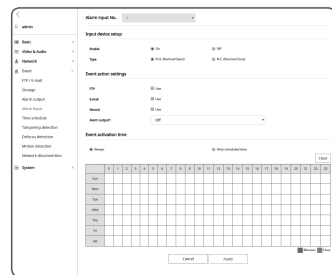 admin
Basic
Video & Audio
Network
Event
FTP / E-mail
Storage
Alarm output
Alarm input
Time schedule
Tampering detection
Defocus detection
Motion detection
Network disconnection
System
Alarm input No. 1
Input device setup
Enable On Off
Type N.O.(Normal Open) N.C.(Normal Close)
Event action settings
FTP Use
E-mail Use
Record Use
Alarm output1 Off
Event activation time
Always Only scheduled time
Clear
0 1 2 3 4 5 6 7 8 9 10 11 12 13 14 15 16 17 18 19 20 21 22 23
Sun
Mon
Tue
Wed
Thu
Fri
Sat
Minutes Time
Cancel Apply